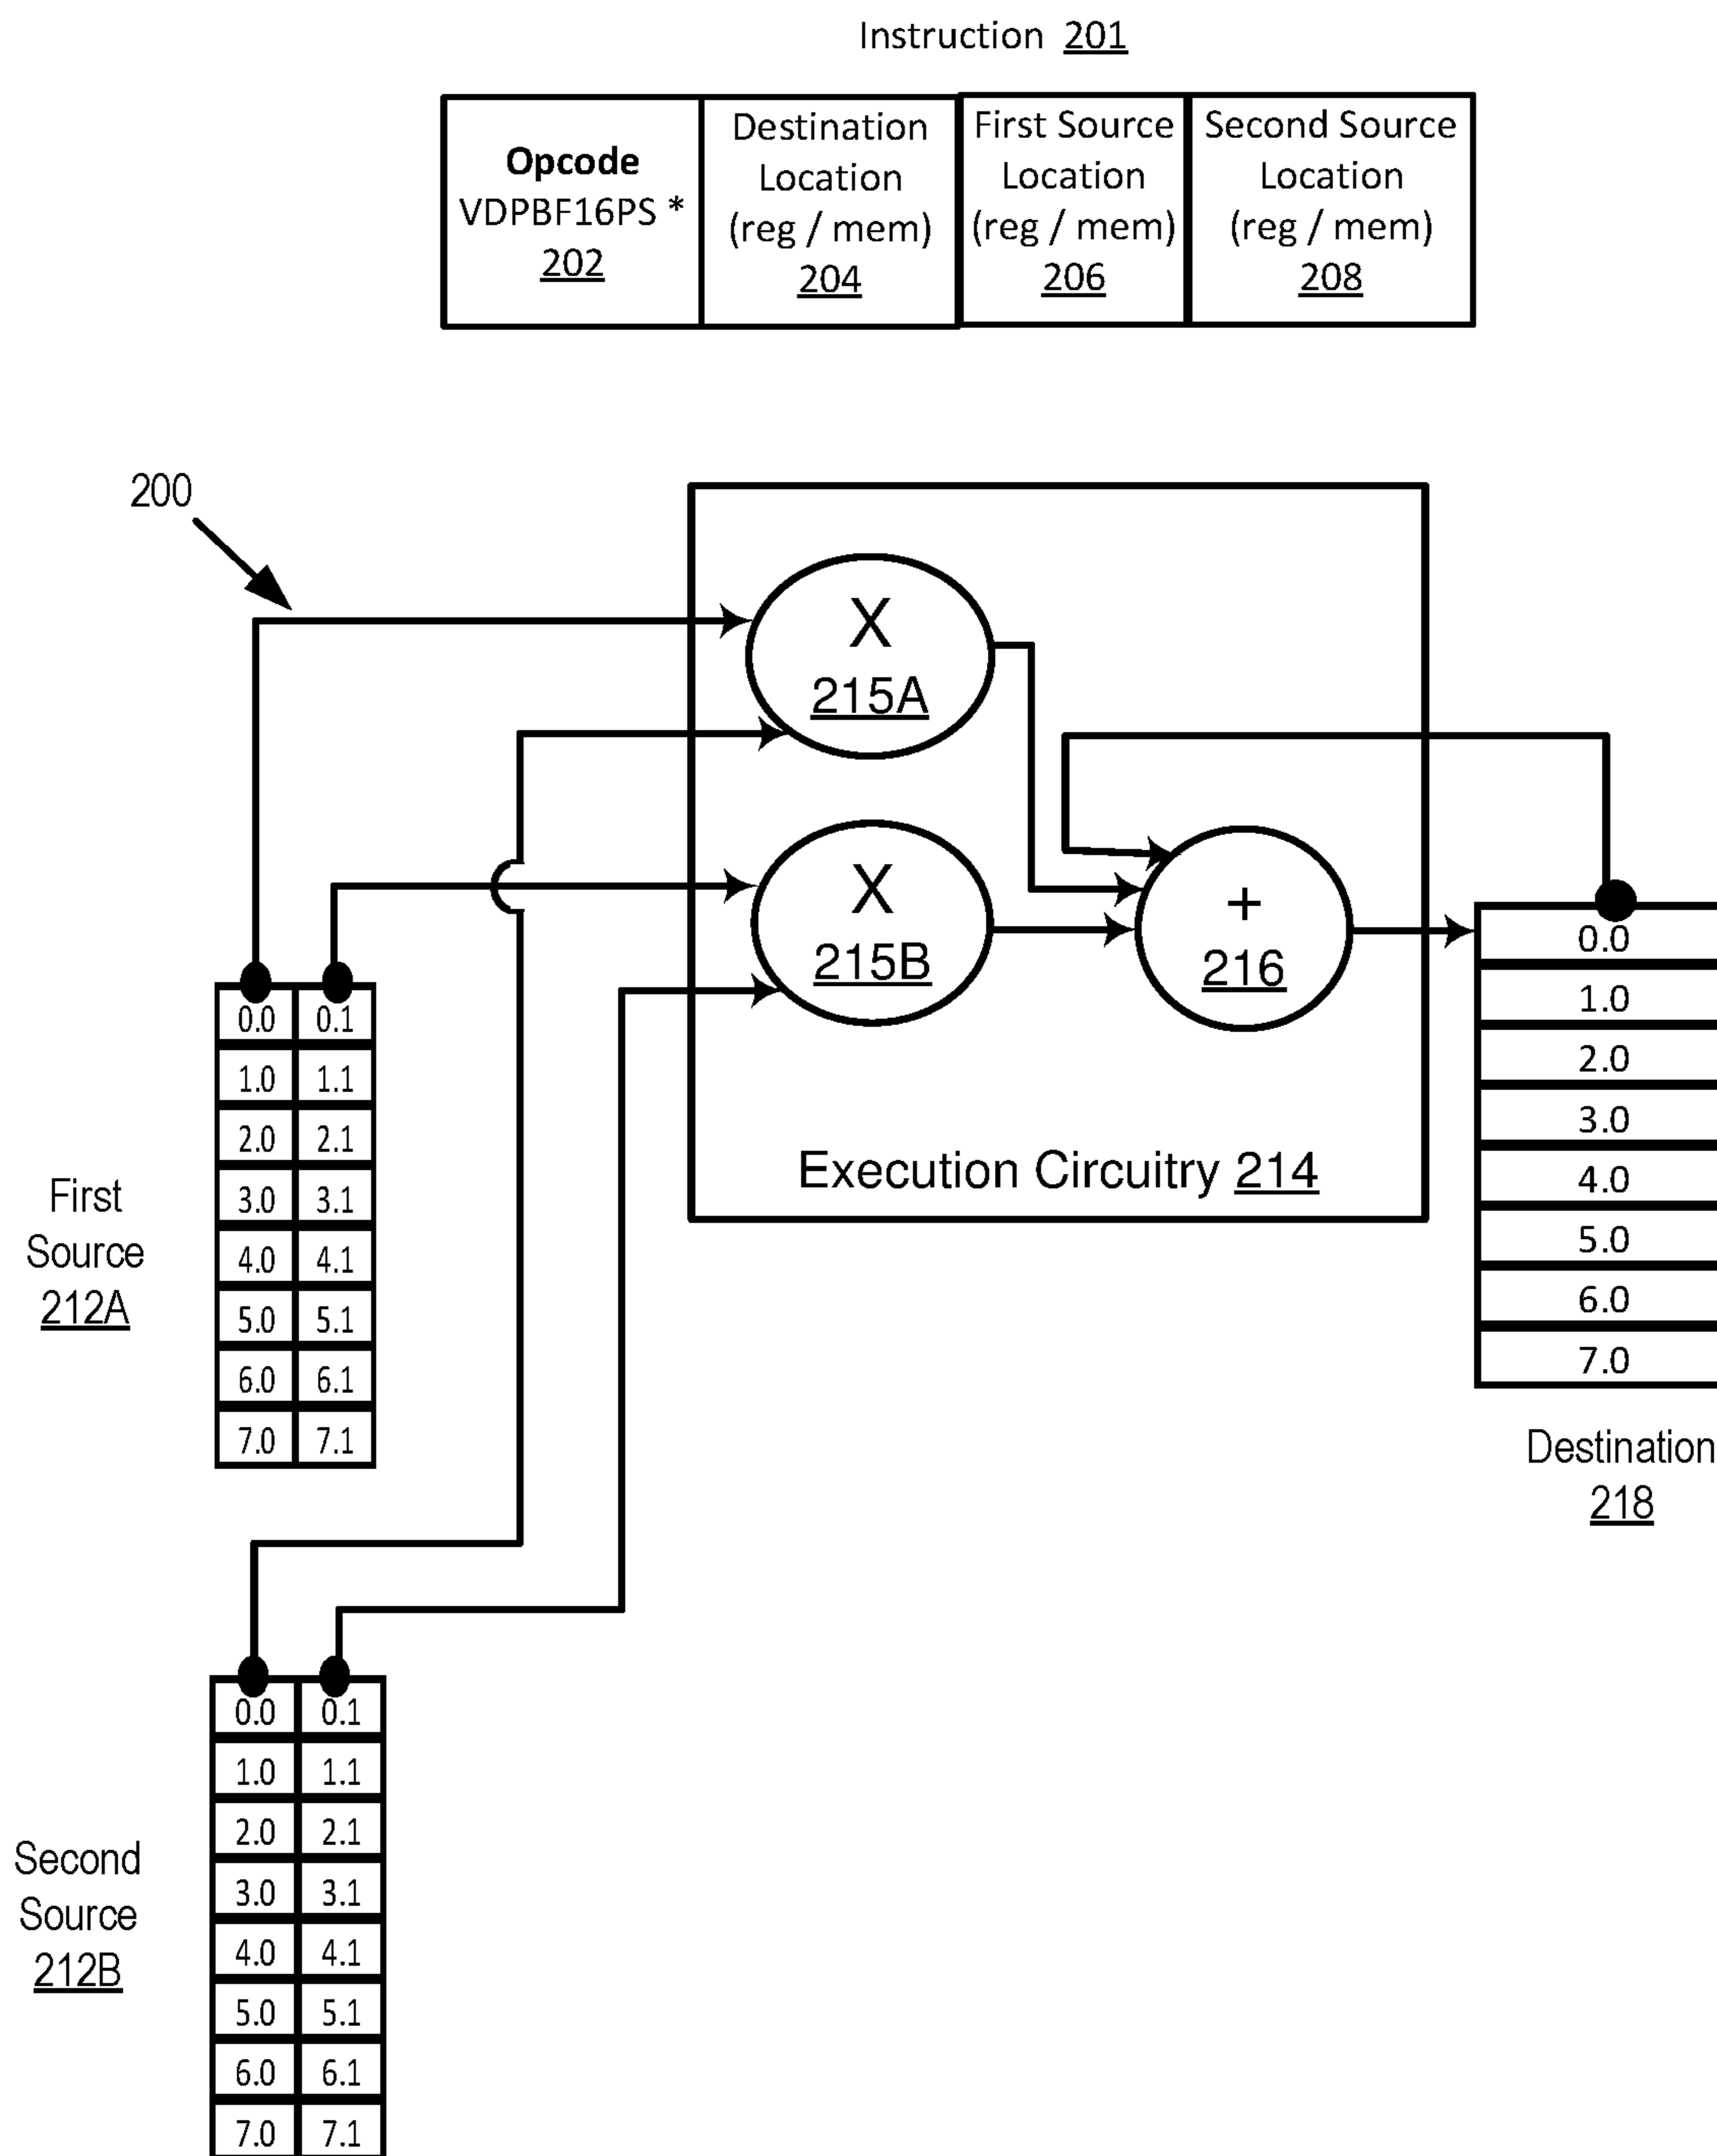 Instruction 201
Opcode
VDPBF16PS *
202
Destination
Location
(reg / mem)
204
First Source
Location
(reg / mem)
206
Second Source
Location
(reg / mem)
208
200
X
215A
X
215B
+
216
Execution Circuitry 214
First
Source
212A
0.0 0.1
1.0 1.1
2.0 2.1
3.0 3.1
4.0 4.1
5.0 5.1
6.0 6.1
7.0 7.1
0.0
1.0
2.0
3.0
4.0
5.0
6.0
7.0
Destination
218
Second
Source
212B
0.0 0.1
1.0 1.1
2.0 2.1
3.0 3.1
4.0 4.1
5.0 5.1
6.0 6.1
7.0 7.1